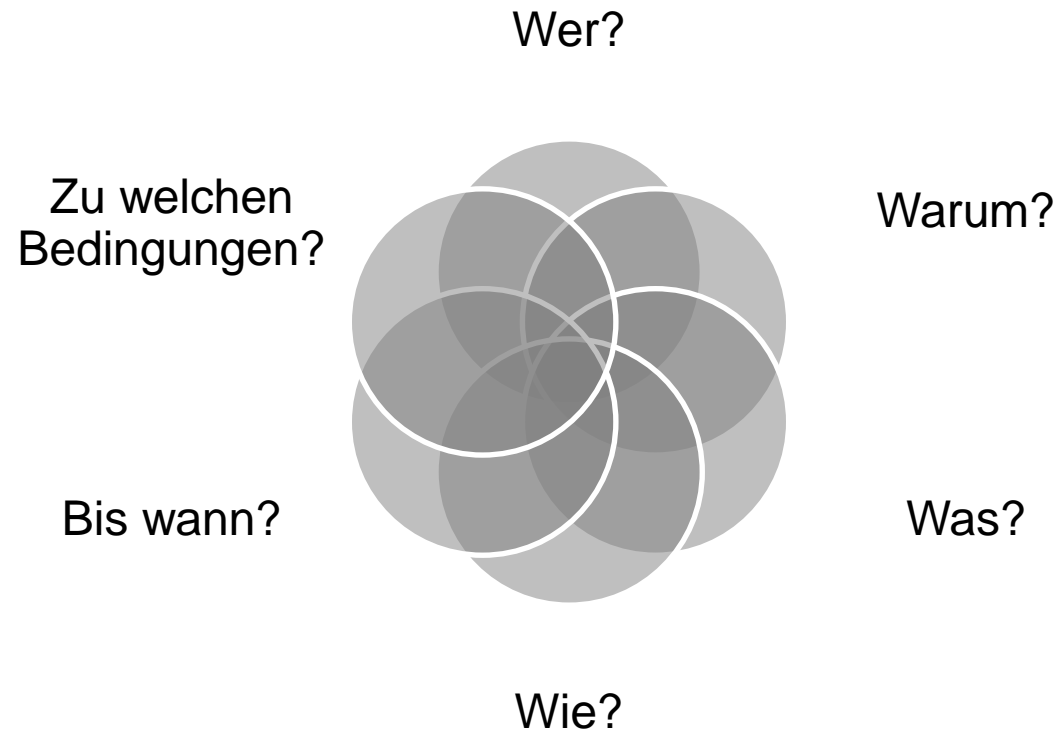 Wer?
Warum?
Was?
Wie?
Bis wann?
Zu welchen
Bedingungen?